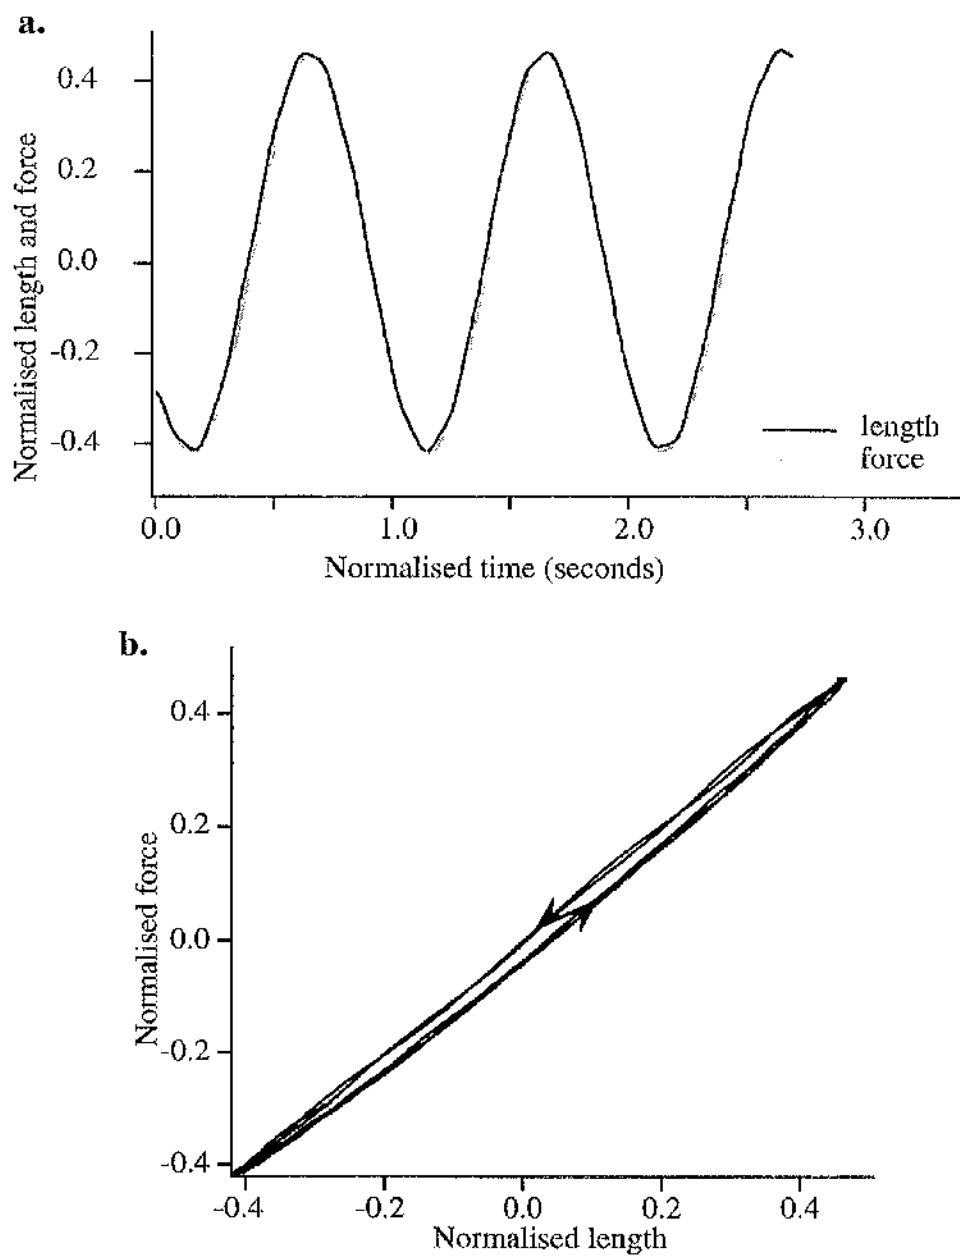 a.
Normalised length and force
0.4
0.2
0.0
-0.2
-0.4
length
force
0.0 1.0 2.0 3.0
Normalised time (seconds)
b.
Normalised force
0.4
0.2
0.0
-0.2
-0.4
-0.4 -0.2 0.0 0.2 0.4
Normalised length